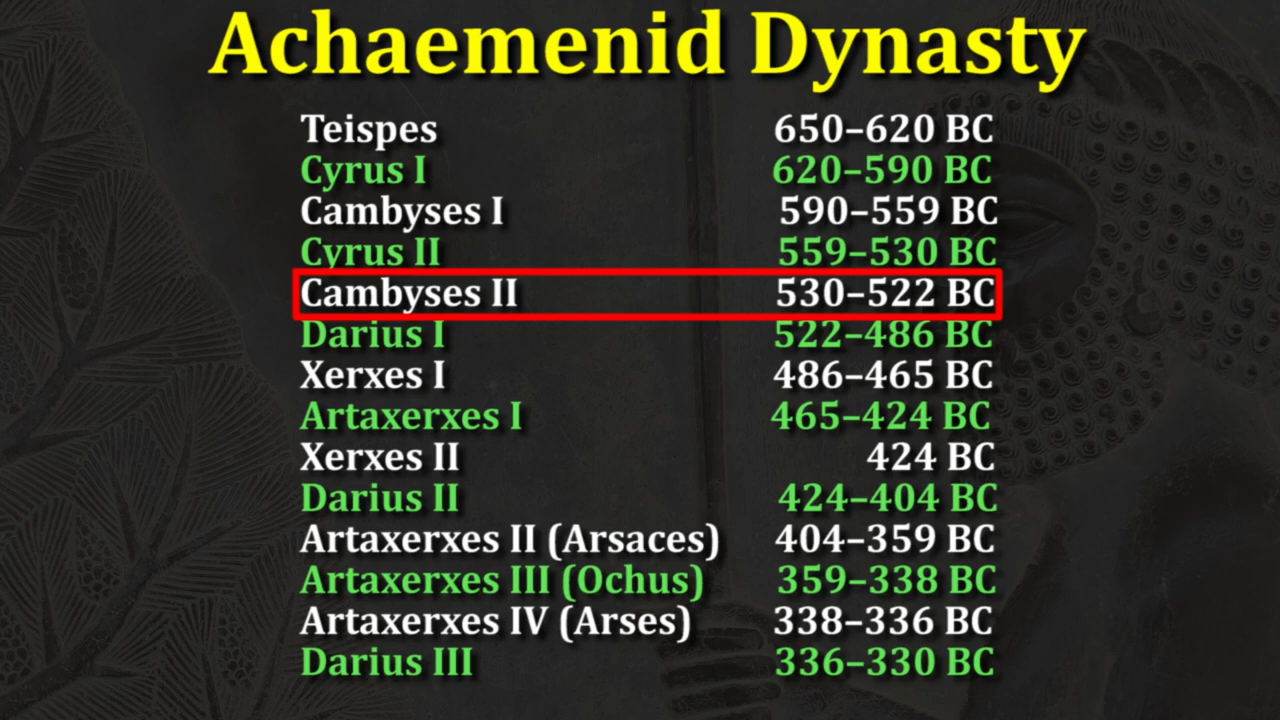 Achaemenid Dynasty
Teispes 650–620 BC
Cyrus I 620–590 BC
Cambyses I 590–559 BC
Cyrus II 559–530 BC
Cambyses II 530–522 BC
Darius I 522–486 BC
Xerxes I 486–465 BC
Artaxerxes I 465–424 BC
Xerxes II 424 BC
Darius II 424–404 BC
Artaxerxes II (Arsaces) 404–359 BC
Artaxerxes III (Ochus) 359–338 BC
Artaxerxes IV (Arses) 338–336 BC
Darius III 336–330 BC